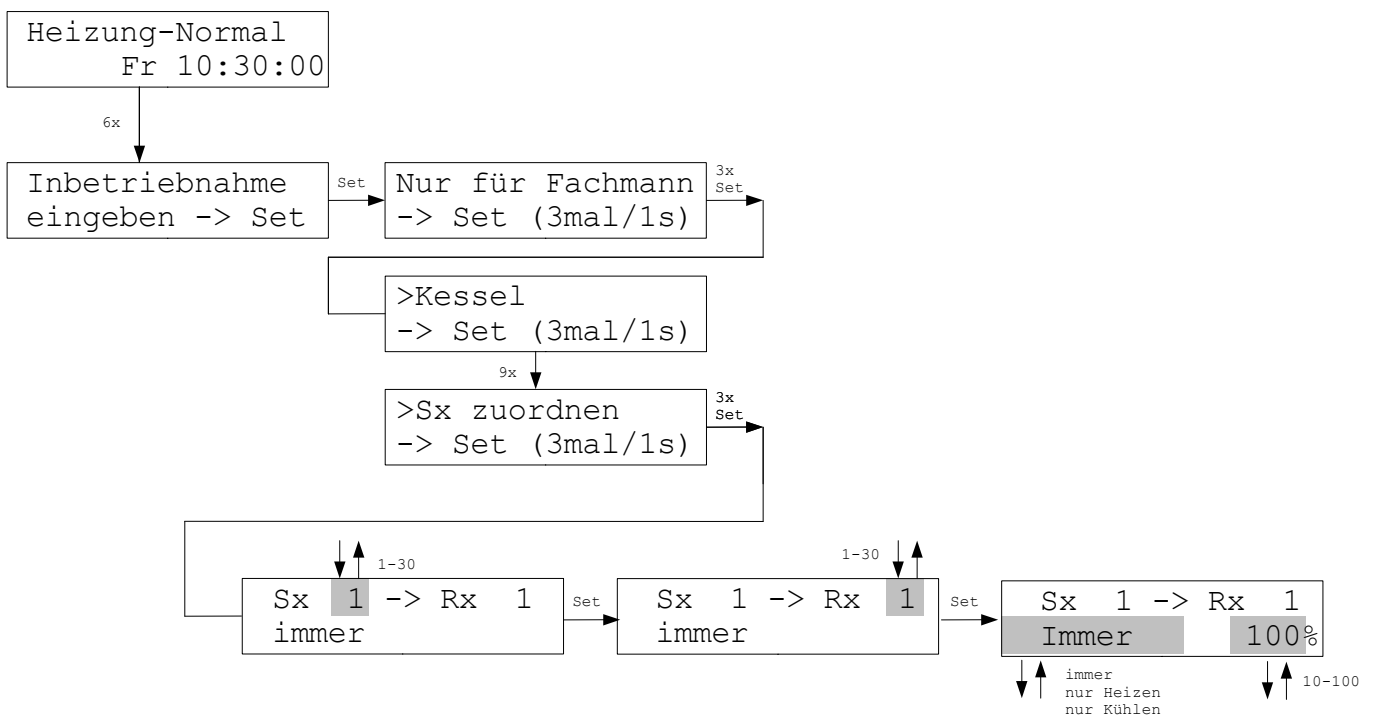 Heizung-Normal
Fr 10:30:00
6x
Inbetriebnahme
eingeben -> Set
Set
Nur für Fachmann
-> Set (3mal/1s)
3x
Set
>Kessel
-> Set (3mal/1s)
9x
>Sx zuordnen
-> Set (3mal/1s)
3x
Set
1-30
Sx 1 -> Rx 1
immer
Set
1-30
Sx 1 -> Rx 1
immer
Set
Sx 1 -> Rx 1
Immer 100%
immer
nur Heizen
nur Kühlen
10-100